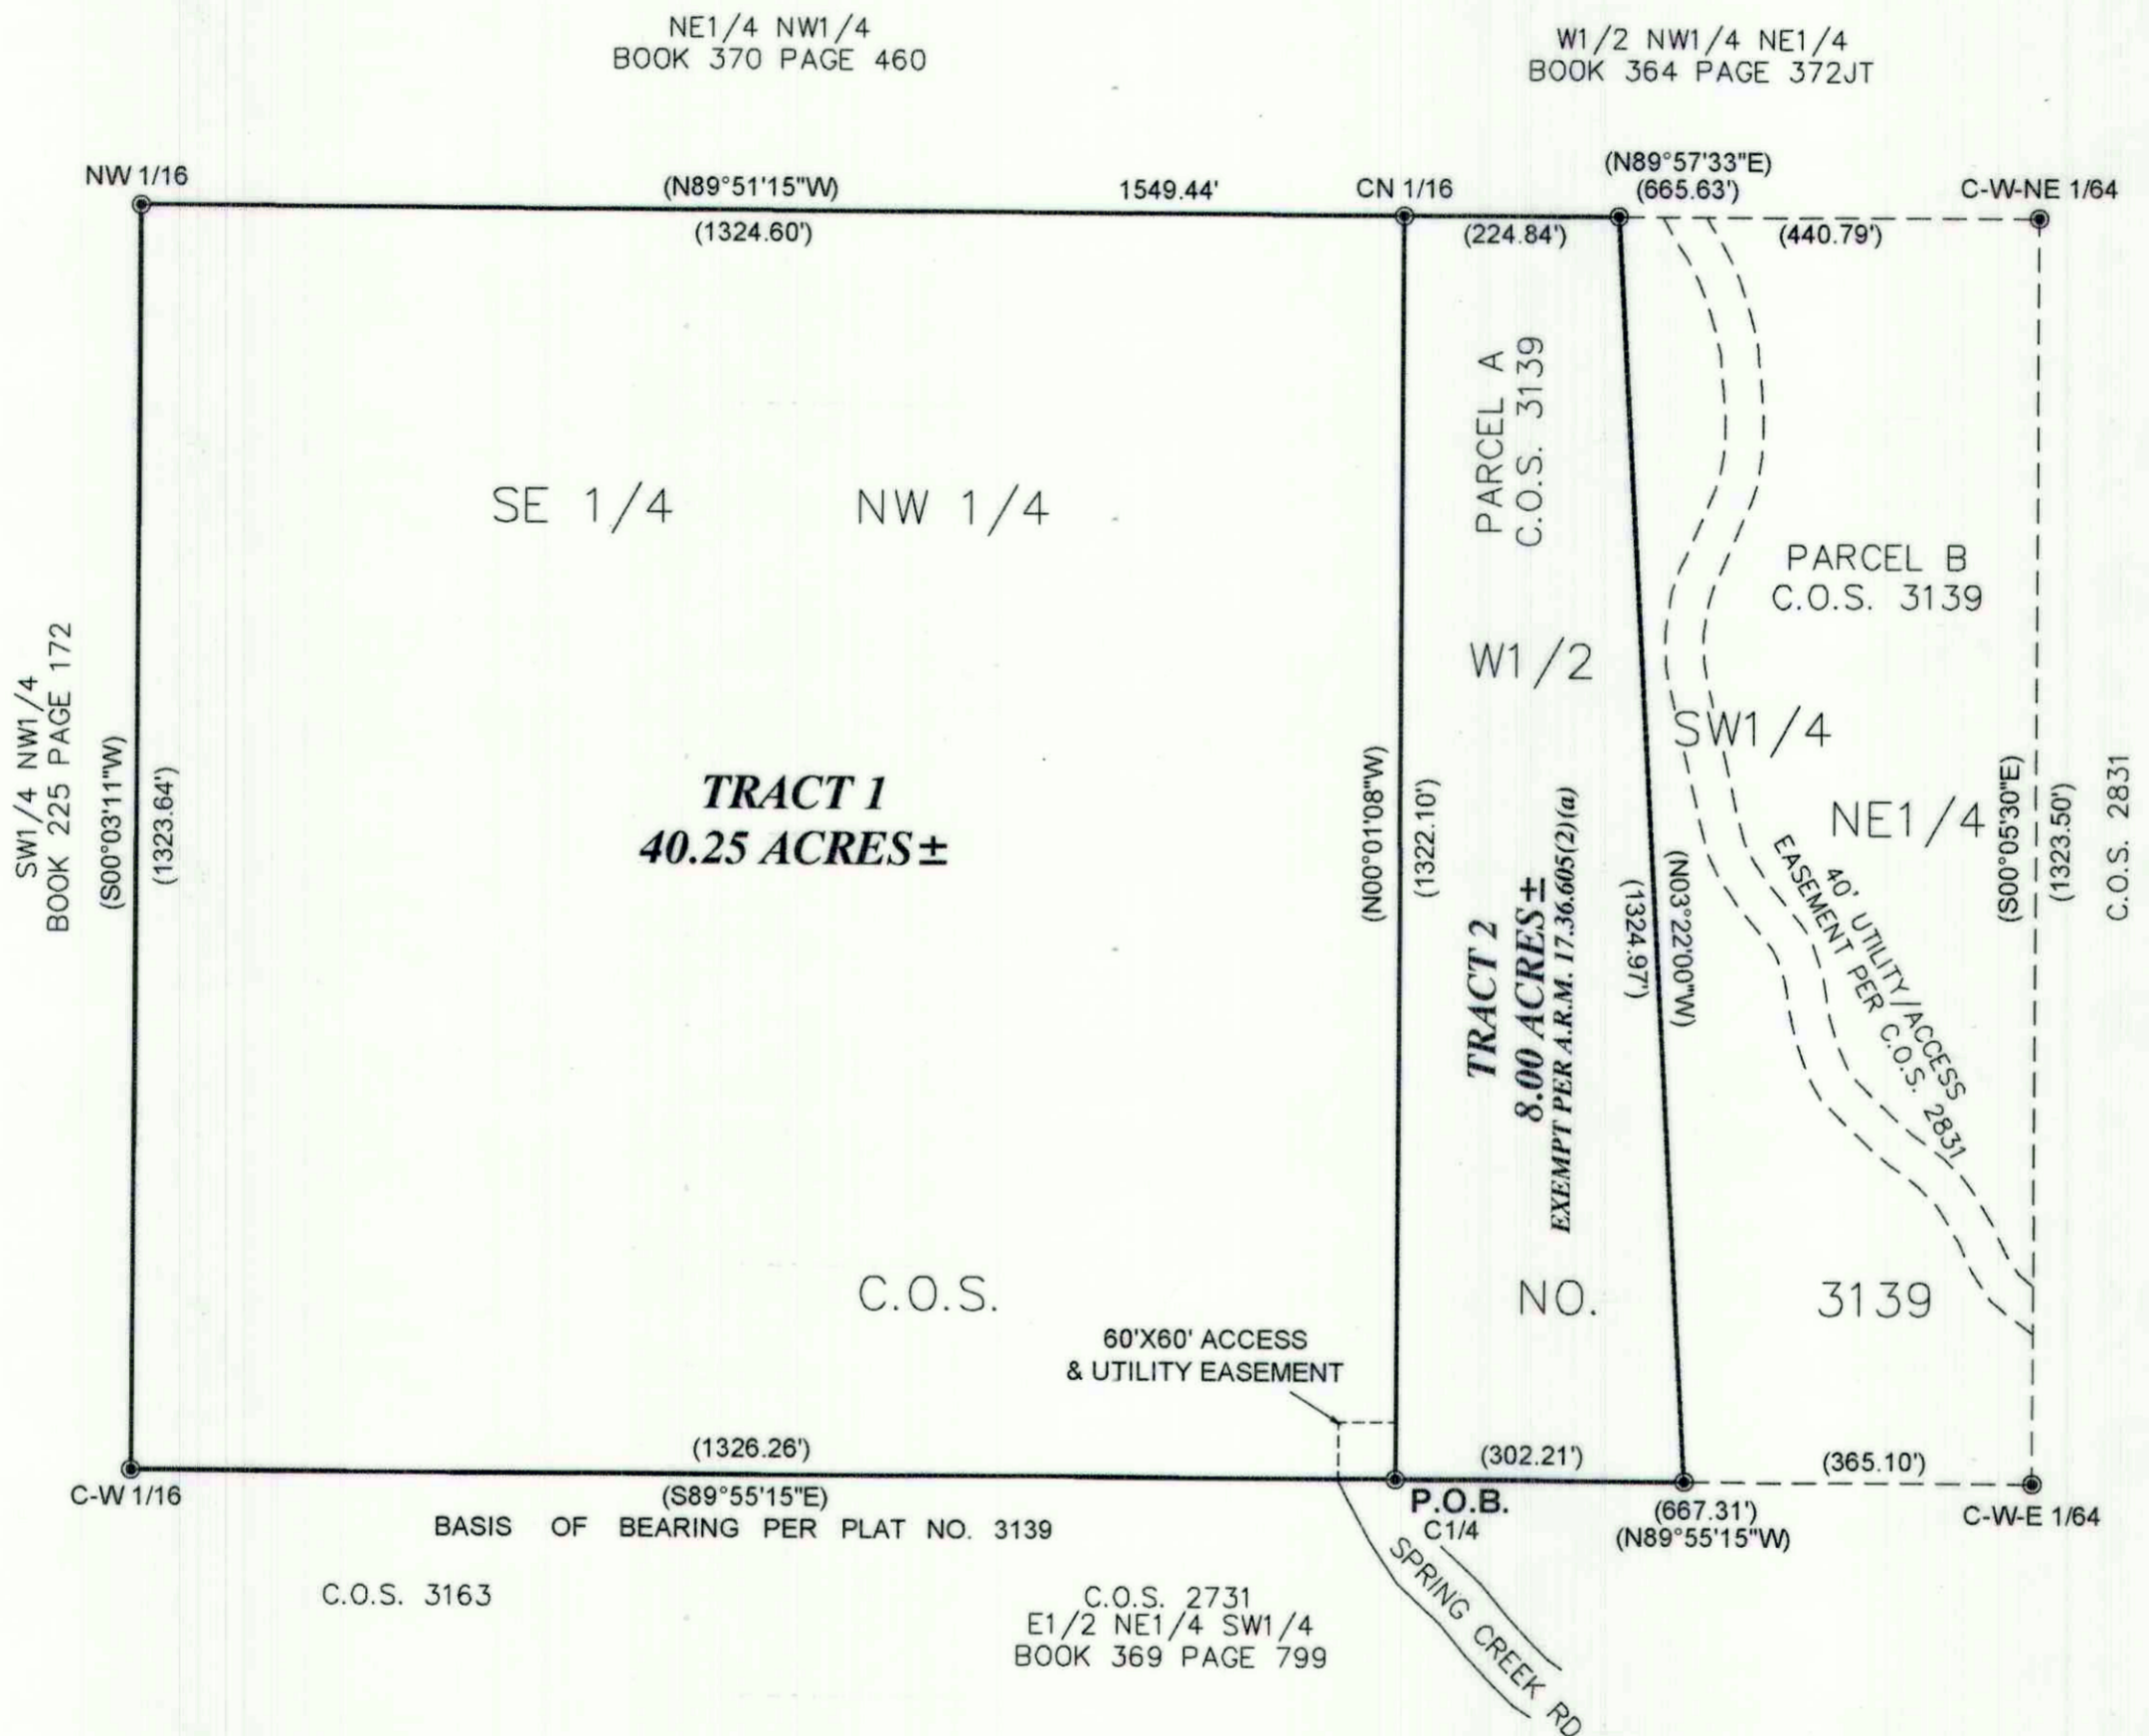 NE1/4 NW1/4
BOOK 370 PAGE 460
W1/2 NW1/4 NE1/4
BOOK 364 PAGE 372JT
NW 1/16
(N89°51'15"W)
1549.44'
CN 1/16
(N89°57'33"E)
(665.63')
C-W-NE 1/64
(1324.60')
(224.84')
(440.79')
PARCEL A
C.O.S. 3139
SE 1/4
NW 1/4
PARCEL B
C.O.S. 3139
W1/2
SW1/4
NE1/4
SW1/4 NW1/4
BOOK 225 PAGE 172
(S00°03'11"W)
(1323.64')
TRACT 1
40.25 ACRES±
(N00°01'08"W)
(1322.10')
TRACT 2
8.00 ACRES±
EXEMPT PER A.R.M. 17.36.605(2)(a)
(N03°22'00"W)
(1324.97')
40' UTILITY/ACCESS
EASEMENT PER C.O.S. 2831
(S00°05'30"E)
(1323.50')
C.O.S. 2831
C.O.S.
NO.
3139
60'X60' ACCESS
& UTILITY EASEMENT
(1326.26')
(302.21')
(365.10')
C-W 1/16
(S89°55'15"E)
P.O.B.
C1/4
(667.31')
(N89°55'15"W)
C-W-E 1/64
BASIS OF BEARING PER PLAT NO. 3139
SPRING CREEK RD
C.O.S. 3163
C.O.S. 2731
E1/2 NE1/4 SW1/4
BOOK 369 PAGE 799